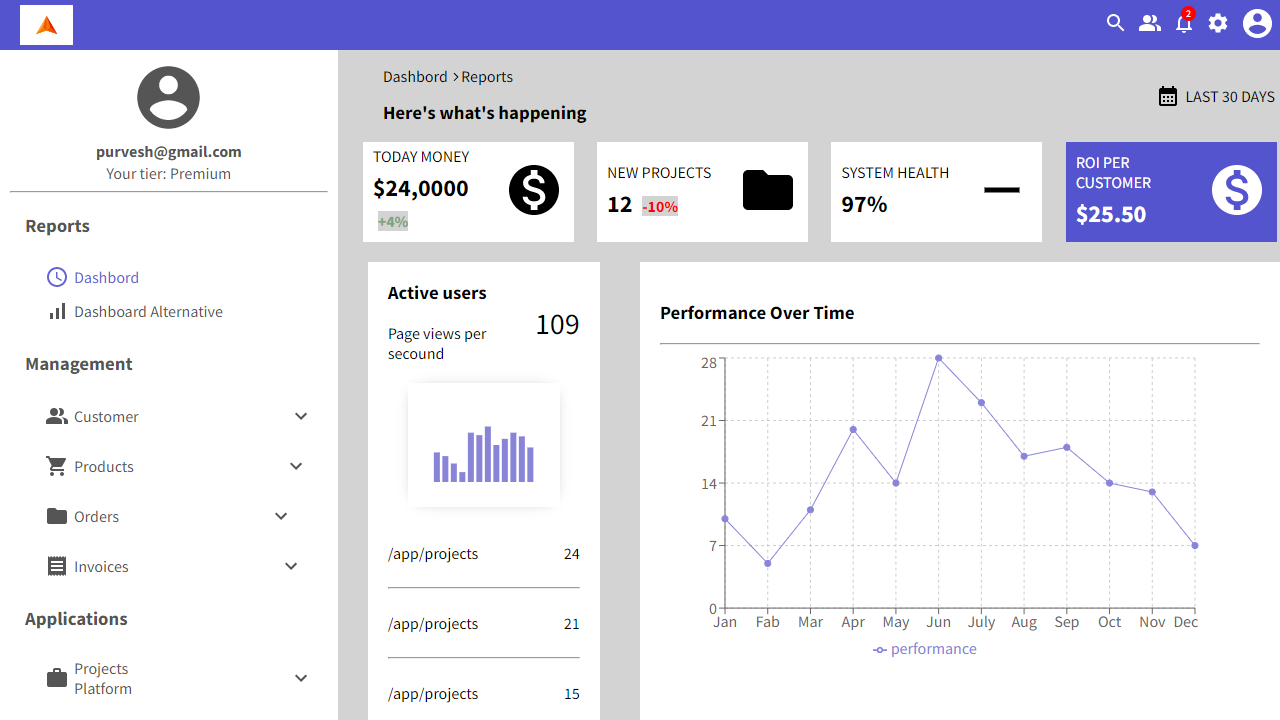 2
purvesh@gmail.com
Your tier: Premium
Reports
Dashbord
Dashboard Alternative
Management
Customer
Products
Orders
Invoices
Applications
Projects
Platform
Dashbord
Reports
Here's what's happening
LAST 30 DAYS
TODAY MONEY
$24,0000
+4%
NEW PROJECTS
12 -10%
SYSTEM HEALTH
97%
ROI PER
CUSTOMER
$25.50
Active users
Page views per
secound
109
/app/projects 24
/app/projects 21
/app/projects 15
Performance Over Time
28
21
14
7
0
Jan Fab Mar Apr May Jun July Aug Sep Oct Nov Dec
performance